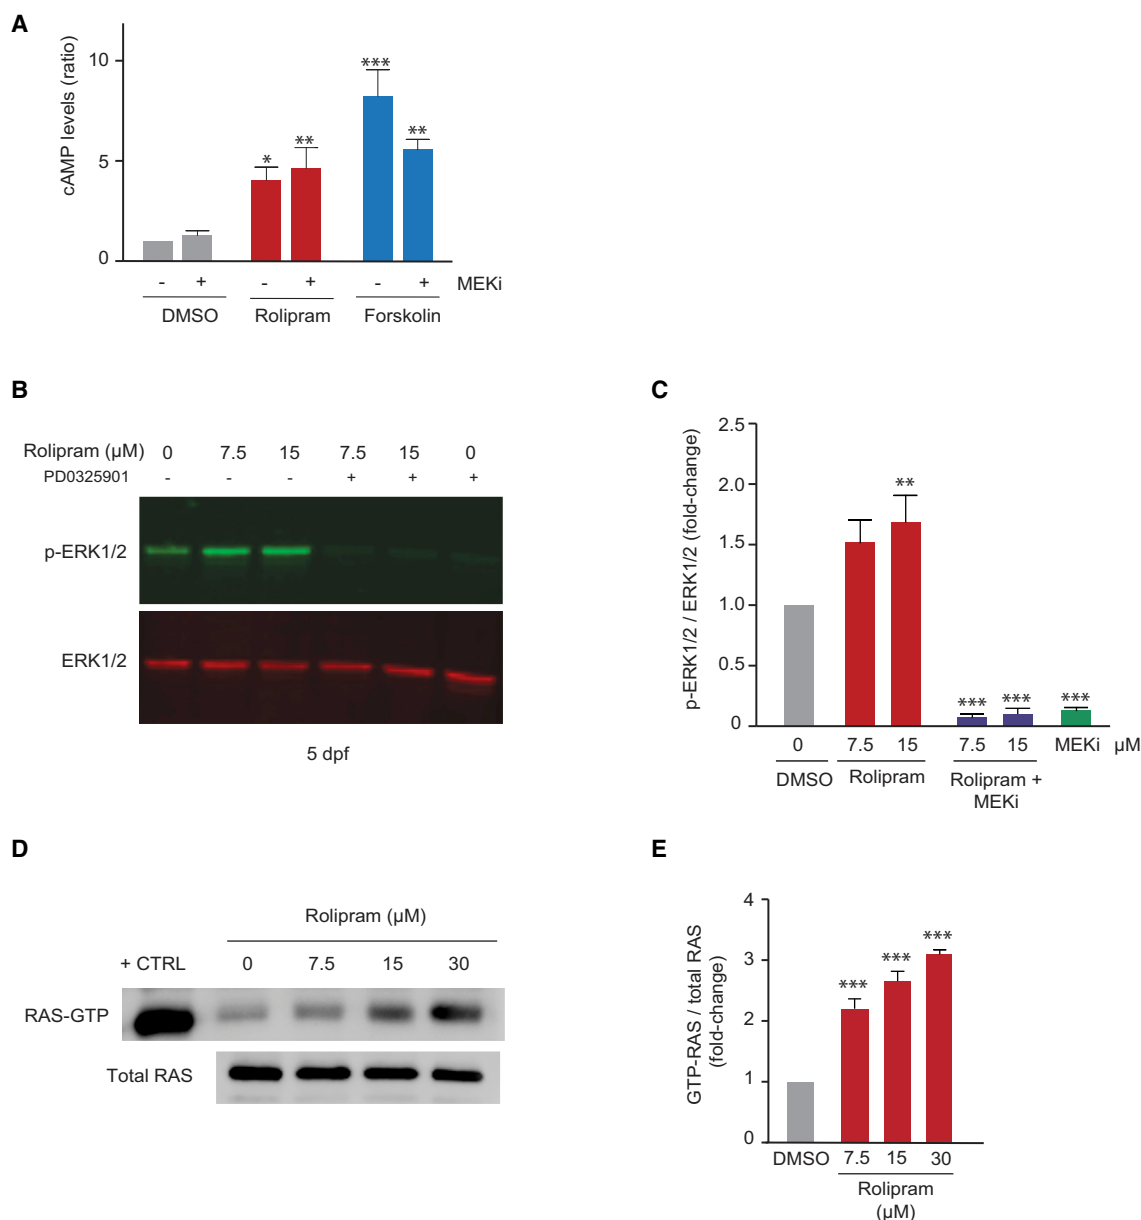 A
cAMP levels (ratio)
10
5
0
*
**
***
**
- + - + - + MEKi
DMSO Rolipram Forskolin
B
Rolipram (μM) 0 7.5 15 7.5 15 0
PD0325901 - - - + + +
p-ERK1/2
ERK1/2
5 dpf
C
p-ERK1/2 / ERK1/2 (fold-change)
2.5
2.0
1.5
1.0
0.5
0
**
*** *** ***
0 7.5 15 7.5 15 MEKi μM
DMSO Rolipram Rolipram +
MEKi
D
Rolipram (μM)
+ CTRL 0 7.5 15 30
RAS-GTP
Total RAS
E
GTP-RAS / total RAS
(fold-change)
4
3
2
1
0
***
***
***
DMSO 7.5 15 30
Rolipram
(μM)